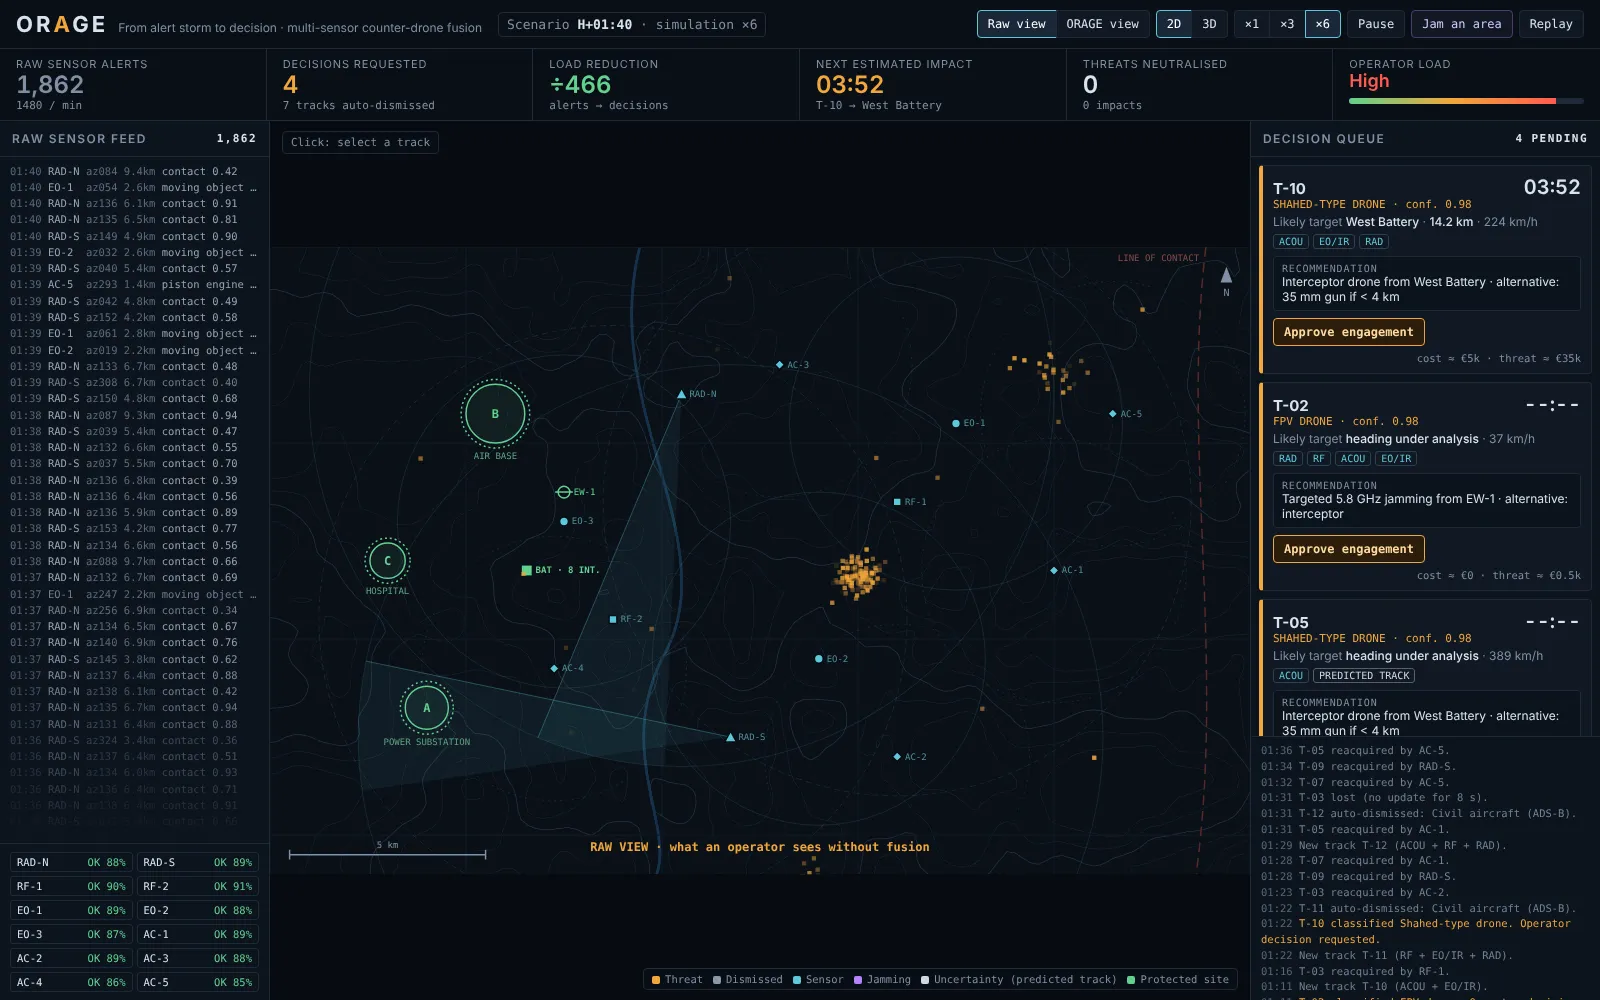 ORAGE
From alert storm to decision · multi-sensor counter-drone fusion
Scenario H+01:40 · simulation ×6
Raw view ORAGE view
2D 3D
×1 ×3 ×6
Pause
Jam an area
Replay
RAW SENSOR ALERTS
1,862
1480 / min
DECISIONS REQUESTED
4
7 tracks auto-dismissed
LOAD REDUCTION
÷466
alerts → decisions
NEXT ESTIMATED IMPACT
03:52
T-10 → West Battery
THREATS NEUTRALISED
0
0 impacts
OPERATOR LOAD
High
RAW SENSOR FEED 1,862
01:40 RAD-N az084 9.4km contact 0.42
01:40 EO-1 az054 2.6km moving object …
01:40 RAD-N az136 6.1km contact 0.91
01:40 RAD-N az135 6.5km contact 0.81
01:40 RAD-S az149 4.9km contact 0.90
01:39 EO-2 az032 2.6km moving object …
01:39 RAD-S az040 5.4km contact 0.57
01:39 AC-5 az293 1.4km piston engine …
01:39 RAD-S az042 4.8km contact 0.49
01:39 RAD-S az152 4.2km contact 0.58
01:39 EO-1 az061 2.8km moving object …
01:39 EO-2 az019 2.2km moving object …
01:39 RAD-N az133 6.7km contact 0.48
01:39 RAD-S az308 6.7km contact 0.40
01:39 RAD-S az150 4.8km contact 0.68
01:38 RAD-N az087 9.3km contact 0.94
01:38 RAD-S az039 5.4km contact 0.47
01:38 RAD-N az132 6.6km contact 0.55
01:38 RAD-S az037 5.5km contact 0.70
01:38 RAD-N az136 6.8km contact 0.39
01:38 RAD-N az136 6.4km contact 0.56
01:38 RAD-N az136 5.9km contact 0.89
01:38 RAD-S az153 4.2km contact 0.77
01:38 RAD-N az134 6.6km contact 0.56
01:38 RAD-N az088 9.7km contact 0.66
01:37 RAD-N az132 6.7km contact 0.69
01:37 EO-1 az247 2.2km moving object …
01:37 RAD-N az256 6.9km contact 0.34
01:37 RAD-N az134 6.5km contact 0.67
01:37 RAD-N az140 6.9km contact 0.76
01:37 RAD-S az145 3.8km contact 0.62
01:37 RAD-N az137 6.4km contact 0.88
01:37 RAD-N az138 6.1km contact 0.42
01:37 RAD-N az135 6.7km contact 0.94
01:37 RAD-N az131 6.4km contact 0.88
01:36 RAD-S az324 3.4km contact 0.36
01:36 RAD-N az137 6.4km contact 0.51
01:36 RAD-N az134 6.0km contact 0.93
01:36 RAD-N contact 0.71
RAD-N contact 0.91
RAD-N OK 88%
RAD-S OK 89%
RF-1 OK 90%
RF-2 OK 91%
EO-1 OK 89%
EO-2 OK 88%
EO-3 OK 87%
AC-1 OK 89%
AC-2 OK 89%
AC-3 OK 88%
AC-4 OK 86%
AC-5 OK 85%
Click: select a track
LINE OF CONTACT
N
AC-3
RAD-N
AC-5
EO-1
B
AIR BASE
EW-1
RF-1
EO-3
C
HOSPITAL
BAT · 8 INT.
AC-1
RF-2
EO-2
AC-4
A
POWER SUBSTATION
RAD-S
AC-2
5 km
RAW VIEW · what an operator sees without fusion
Threat Dismissed Sensor Jamming Uncertainty (predicted track) Protected site
DECISION QUEUE 4 PENDING
T-10 03:52
SHAHED-TYPE DRONE · conf. 0.98
Likely target West Battery · 14.2 km · 224 km/h
ACOU EO/IR RAD
RECOMMENDATION
Interceptor drone from West Battery · alternative:
35 mm gun if < 4 km
Approve engagement
cost ≈ €5k · threat ≈ €35k
T-02 --:--
FPV DRONE · conf. 0.98
Likely target heading under analysis · 37 km/h
RAD RF ACOU EO/IR
RECOMMENDATION
Targeted 5.8 GHz jamming from EW-1 · alternative:
interceptor
Approve engagement
cost ≈ €0 · threat ≈ €0.5k
T-05 --:--
SHAHED-TYPE DRONE · conf. 0.98
Likely target heading under analysis · 389 km/h
ACOU PREDICTED TRACK
RECOMMENDATION
Interceptor drone from West Battery · alternative:
35 mm gun if < 4 km
01:36 T-05 reacquired by AC-5.
01:34 T-09 reacquired by RAD-S.
01:32 T-07 reacquired by AC-5.
01:31 T-03 lost (no update for 8 s).
01:31 T-12 auto-dismissed: Civil aircraft (ADS-B).
01:31 T-05 reacquired by AC-1.
01:29 New track T-12 (ACOU + RF + RAD).
01:28 T-07 reacquired by AC-1.
01:28 T-09 reacquired by RAD-S.
01:23 T-03 reacquired by AC-2.
01:22 T-11 auto-dismissed: Civil aircraft (ADS-B).
01:22 T-10 classified Shahed-type drone. Operator
decision requested.
01:22 New track T-11 (RF + EO/IR + RAD).
01:16 T-03 reacquired by RF-1.
01:11 New track T-10 (ACOU + EO/IR).